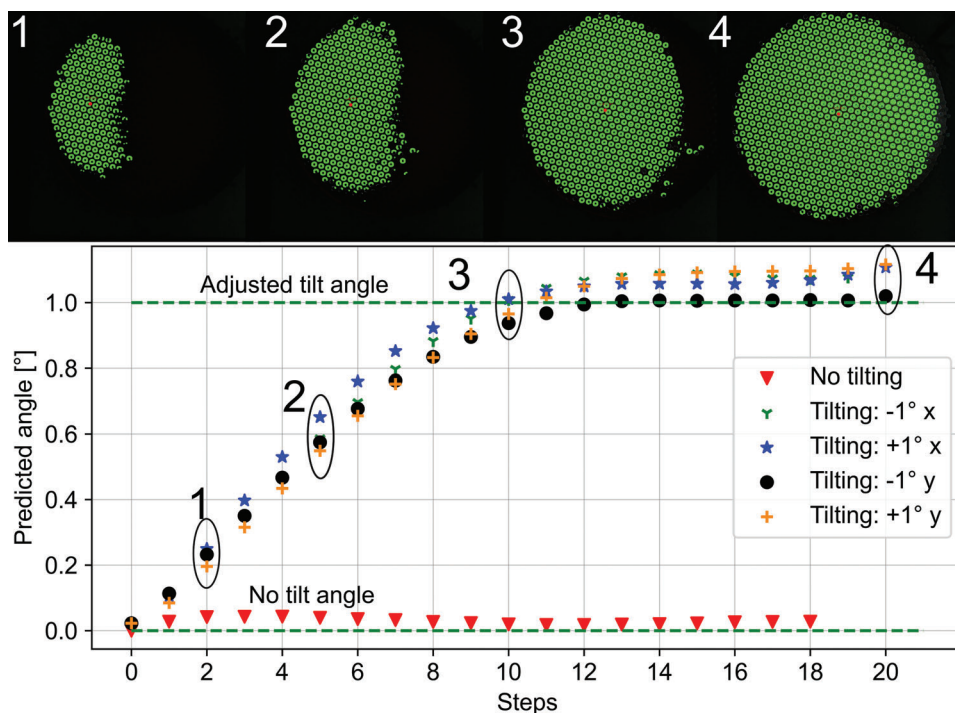 1 2 3 4
Adjusted tilt angle
3
4
2
1
No tilt angle
No tilting
Tilting: -1° x
Tilting: +1° x
Tilting: -1° y
Tilting: +1° y
Predicted angle [°]
1.0
0.8
0.6
0.4
0.2
0.0
0 2 4 6 8 10 12 14 16 18 20
Steps